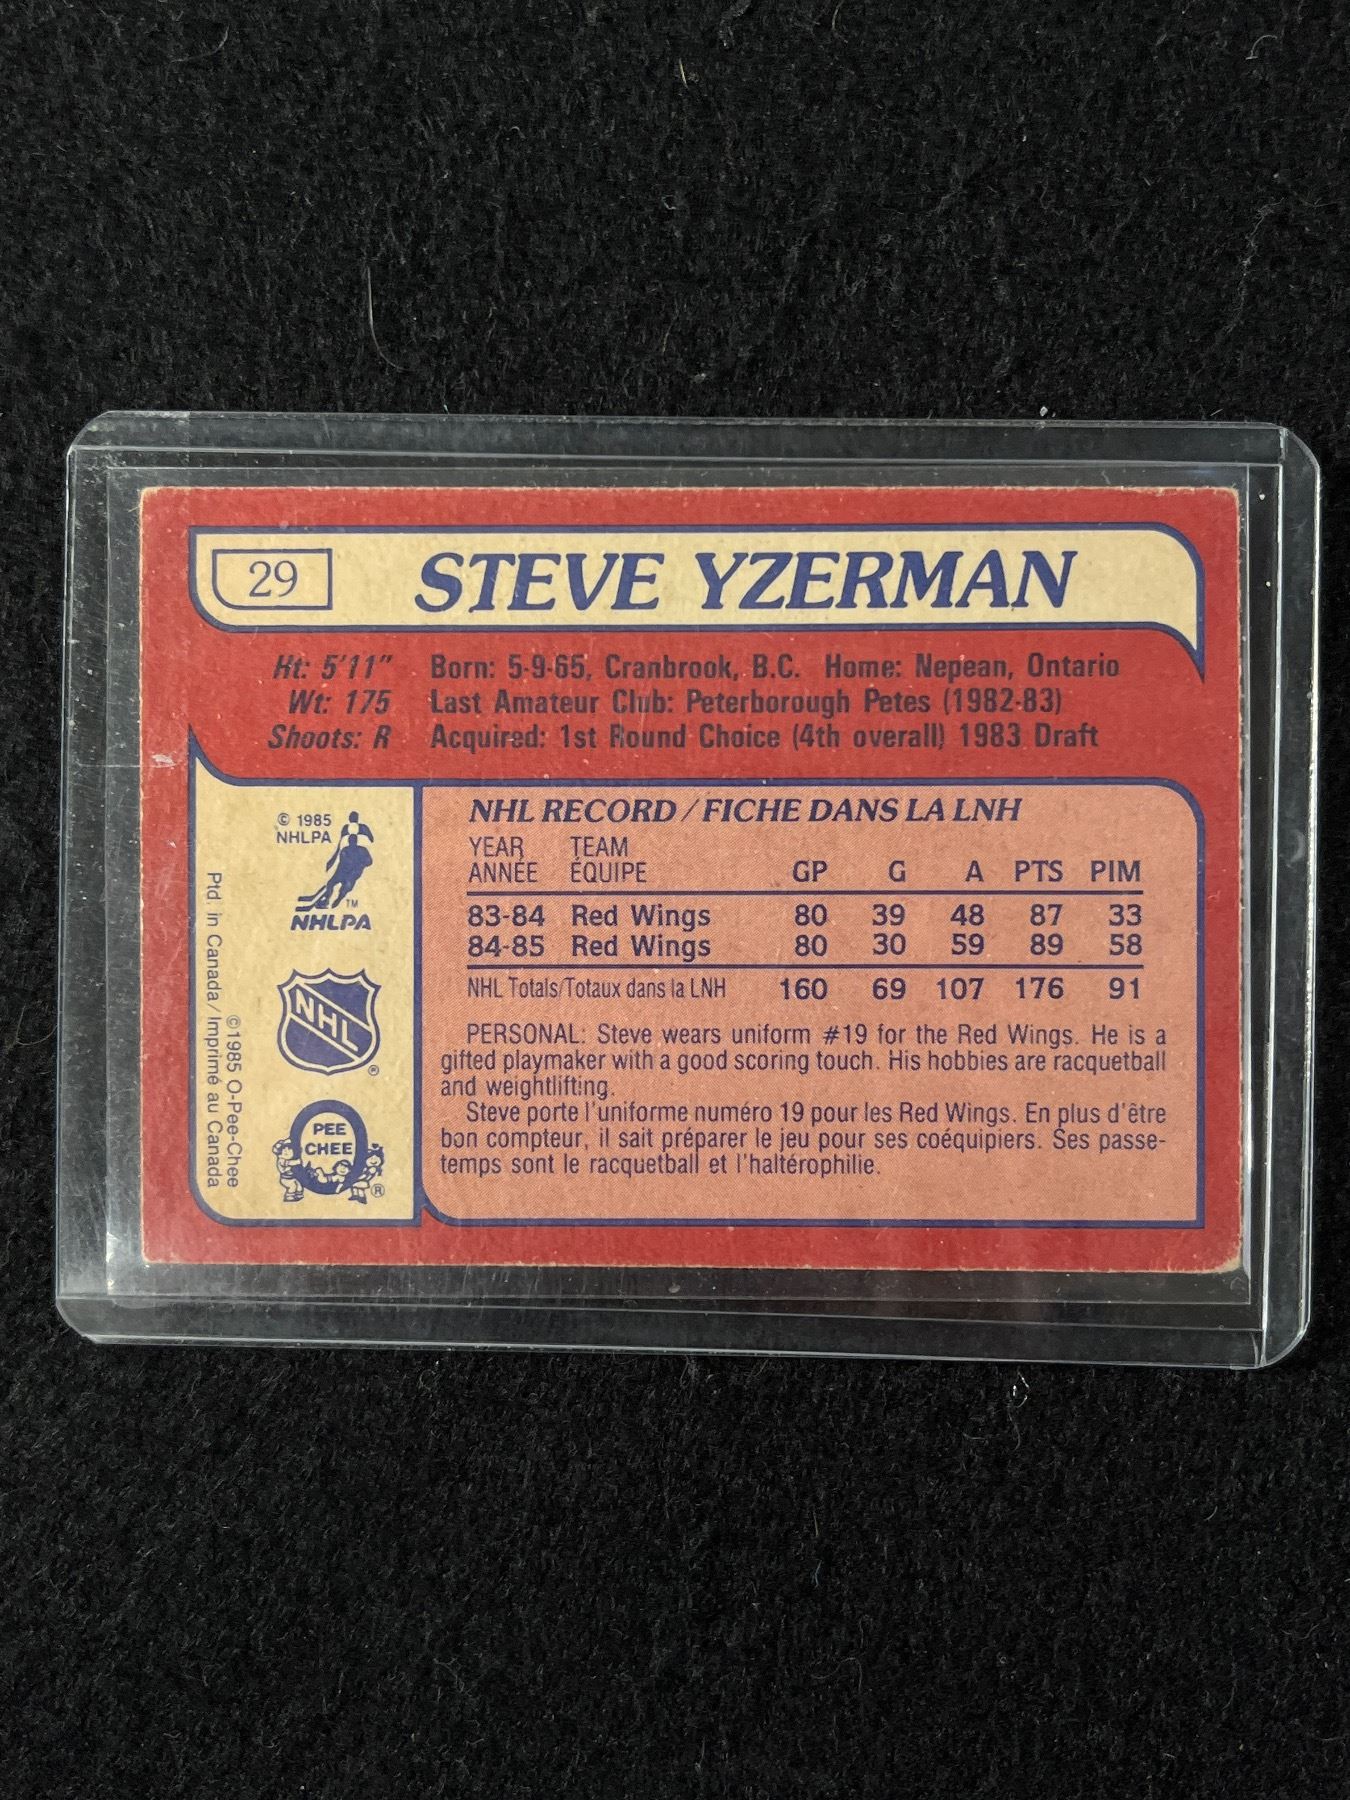 29
STEVE YZERMAN
Ht: 5'11" Born: 5-9-65, Cranbrook, B.C. Home: Nepean, Ontario
Wt: 175 Last Amateur Club: Peterborough Petes (1982-83)
Shoots: R Acquired: 1st Round Choice (4th overall) 1983 Draft
© 1985
NHLPA
TM
NHLPA
NHL
®
PEE
CHEE
®
©1985 O-Pee-Chee
Ptd. in Canada/Imprimé au Canada
NHL RECORD/FICHE DANS LA LNH
YEAR TEAM
ANNÉE ÉQUIPE GP G A PTS PIM
83-84 Red Wings 80 39 48 87 33
84-85 Red Wings 80 30 59 89 58
NHL Totals/Totaux dans la LNH 160 69 107 176 91
PERSONAL: Steve wears uniform #19 for the Red Wings. He is a
gifted playmaker with a good scoring touch. His hobbies are racquetball
and weightlifting.
Steve porte l'uniforme numéro 19 pour les Red Wings. En plus d'être
bon compteur, il sait préparer le jeu pour ses coéquipiers. Ses passe-
temps sont le racquetball et l'haltérophilie.